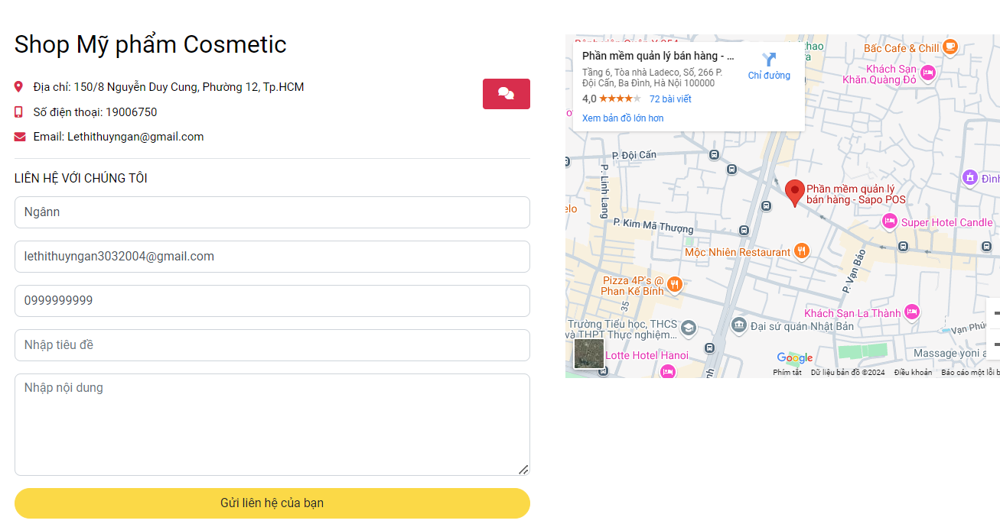 Shop Mỹ phẩm Cosmetic
Địa chỉ: 150/8 Nguyễn Duy Cung, Phường 12, Tp.HCM
Số điện thoại: 19006750
Email: Lethithuyngan@gmail.com
LIÊN HỆ VỚI CHÚNG TÔI
Ngânn
lethithuyngan3032004@gmail.com
0999999999
Nhập tiêu đề
Nhập nội dung
Gửi liên hệ của bạn
Phần mềm quản lý bán hàng - ...
Tầng 6, Tòa nhà Ladeco, Số, 266 P.
Đội Cấn, Ba Đình, Hà Nội 100000
4,0 72 bài viết
Xem bản đồ lớn hơn
Chỉ đường
Bấc Cafe & Chill
Khách Sạn
Khăn Quàng Đỏ
P. Đội Cấn
P. Linh Lang
Đình
Phần mềm quản lý
bán hàng - Sapo POS
P. Kim Mã Thượng
Super Hotel Candle
Mộc Nhiên Restaurant
P. Vạn Bảo
Pizza 4P's @
Phan Kế Bính
35
Khách Sạn La Thành
Trường Tiểu học, THCS
và THPT Thực nghiệm...
Đại sứ quán Nhật Bản
Vạn Phú
Lotte Hotel Hanoi
Google
Massage yoni
Phím tắt
Dữ liệu bản đồ ©2024
Điều khoản
Báo cáo một lỗi b